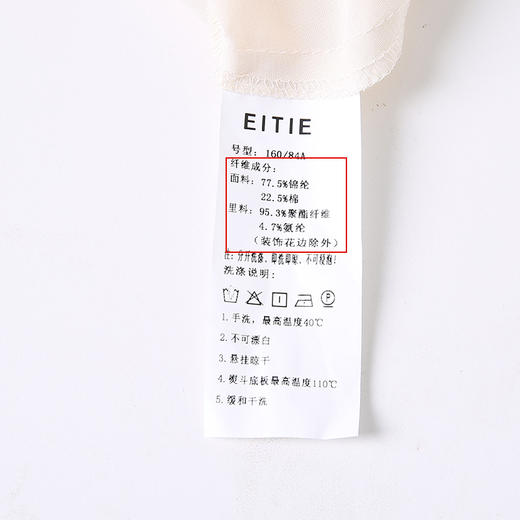 EITIE
号型: 160/84A
纤维成分:
面料: 77.5%锦纶
22.5%棉
里料: 95.3%聚酯纤维
4.7%氨纶
(装饰花边除外)
洗涤说明:
1.手洗,最高温度40℃
2.不可漂白
3.悬挂晾干
4.熨斗底板最高温度110℃
5.缓和干洗